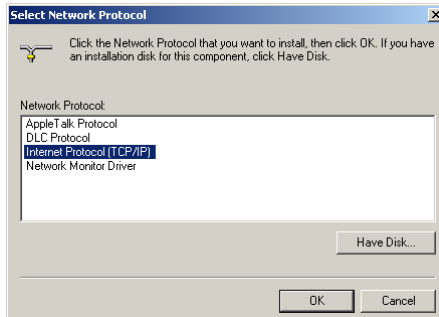 Select Network Protocol
Click the Network Protocol that you want to install, then click OK. If you have
an installation disk for this component, click Have Disk.
Network Protocol:
AppleTalk Protocol
DLC Protocol
Internet Protocol (TCP/IP)
Network Monitor Driver
Have Disk...
OK
Cancel